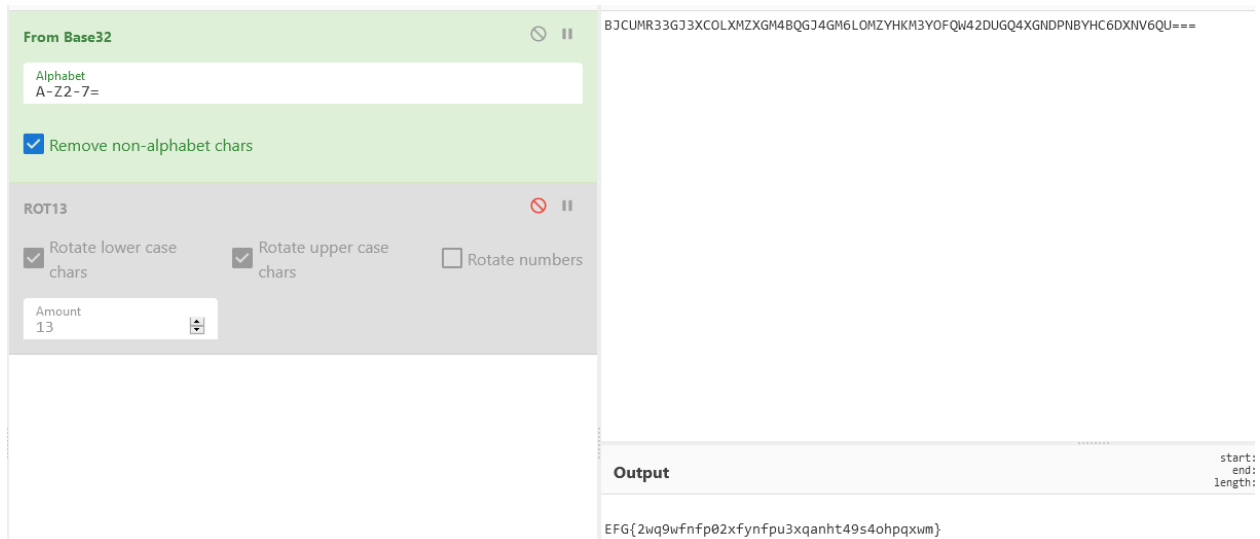 From Base32
Alphabet
A-Z2-7=
Remove non-alphabet chars
ROT13
Rotate lower case chars
Rotate upper case chars
Rotate numbers
Amount
13
BJCUMR33GJ3XCOLXMZXGM4BQGJ4GM6LOMZYHKM3YOFQW42DUGQ4XGNDPNBYHC6DXNV6QU===
Output
start:
end:
length:
EFG{2wq9wfnfp02xfynfpu3xqanht49s4ohpqxwm}